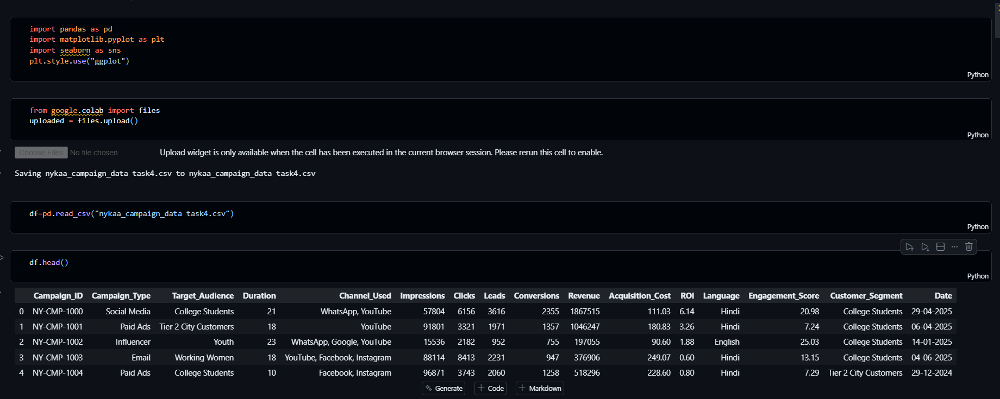 import pandas as pd
import matplotlib.pyplot as plt
import seaborn as sns
plt.style.use("ggplot")
Python
from google.colab import files
uploaded = files.upload()
Python
Choose Files No file chosen Upload widget is only available when the cell has been executed in the current browser session. Please rerun this cell to enable.
Saving nykaa_campaign_data task4.csv to nykaa_campaign_data task4.csv
df=pd.read_csv("nykaa_campaign_data task4.csv")
Python
df.head()
Python
Campaign_ID Campaign_Type Target_Audience Duration Channel_Used Impressions Clicks Leads Conversions Revenue Acquisition_Cost ROI Language Engagement_Score Customer_Segment Date
0 NY-CMP-1000 Social Media College Students 21 WhatsApp, YouTube 57804 6156 3616 2355 1867515 111.03 6.14 Hindi 20.98 College Students 29-04-2025
1 NY-CMP-1001 Paid Ads Tier 2 City Customers 18 YouTube 91801 3321 1971 1357 1046247 180.83 3.26 Hindi 7.24 College Students 06-04-2025
2 NY-CMP-1002 Influencer Youth 23 WhatsApp, Google, YouTube 15536 2182 952 755 197055 90.60 1.88 English 25.03 College Students 14-01-2025
3 NY-CMP-1003 Email Working Women 18 YouTube, Facebook, Instagram 88114 8413 2231 947 376906 249.07 0.60 Hindi 13.15 College Students 04-06-2025
4 NY-CMP-1004 Paid Ads College Students 10 Facebook, Instagram 96871 3743 2060 1258 518296 228.60 0.80 Hindi 7.29 Tier 2 City Customers 29-12-2024
Generate + Code + Markdown